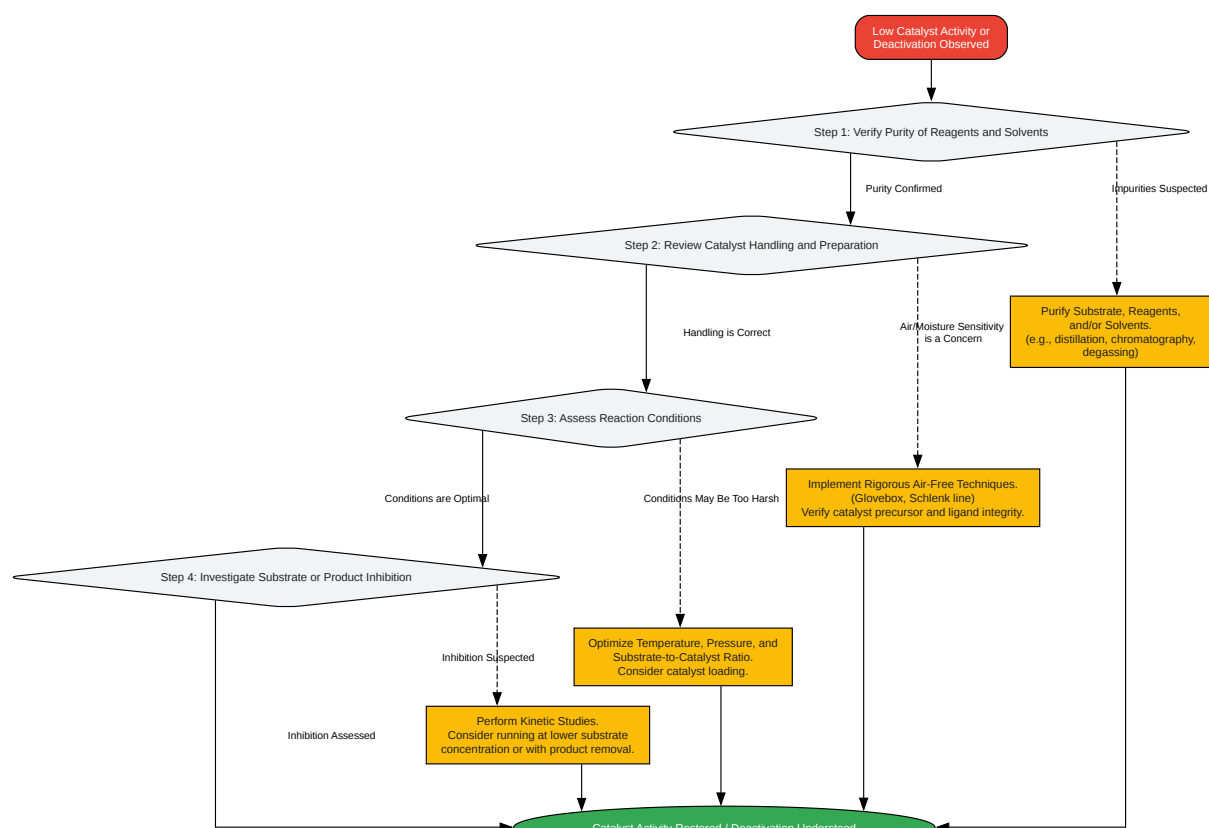 Low Catalyst Activity or
Deactivation Observed
Step 1: Verify Purity of Reagents and Solvents
Purity Confirmed
Impurities Suspected
Step 2: Review Catalyst Handling and Preparation
Handling is Correct
Air/Moisture Sensitivity
is a Concern
Purify Substrate, Reagents,
and/or Solvents.
(e.g., distillation, chromatography,
degassing)
Step 3: Assess Reaction Conditions
Conditions are Optimal
Conditions May Be Too Harsh
Implement Rigorous Air-Free Techniques.
(Glovebox, Schlenk line)
Verify catalyst precursor and ligand integrity.
Step 4: Investigate Substrate or Product Inhibition
Inhibition Suspected
Optimize Temperature, Pressure, and
Substrate-to-Catalyst Ratio.
Consider catalyst loading.
Inhibition Assessed
Perform Kinetic Studies.
Consider running at lower substrate
concentration or with product removal.
Catalyst Activity Restored / Deactivation Understood